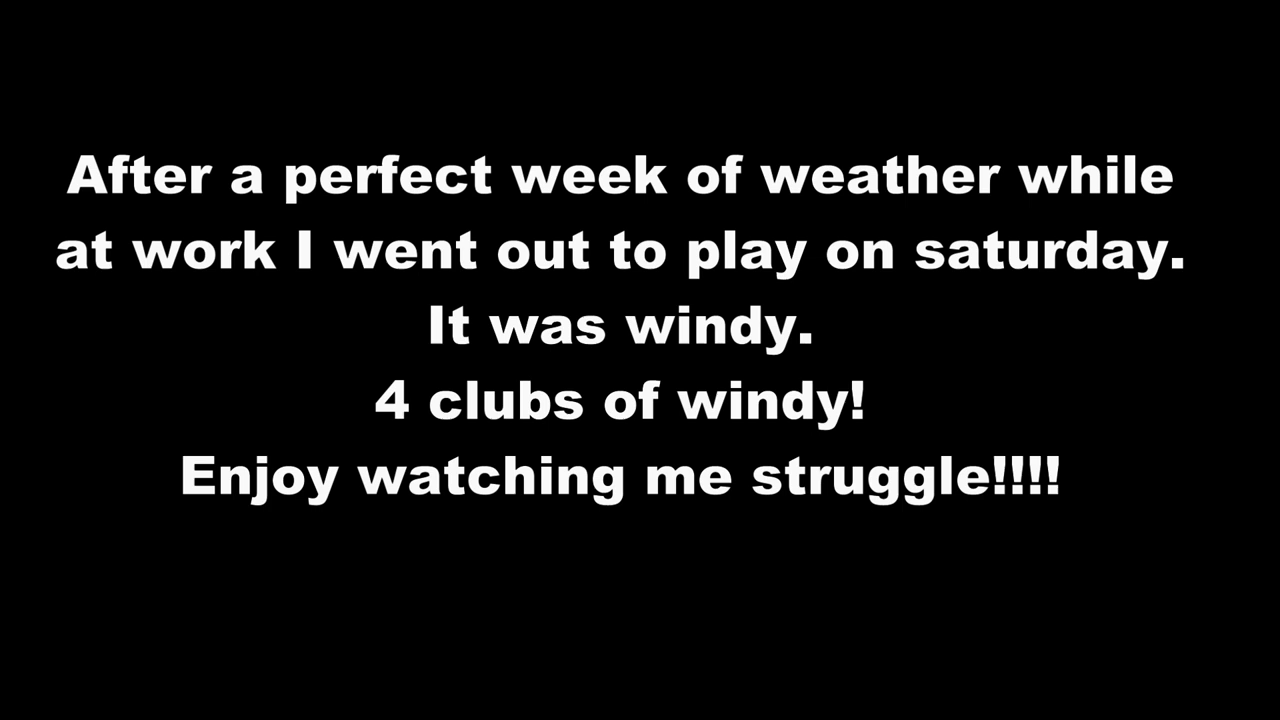 After a perfect week of weather while
at work I went out to play on saturday.
It was windy.
4 clubs of windy!
Enjoy watching me struggle!!!!